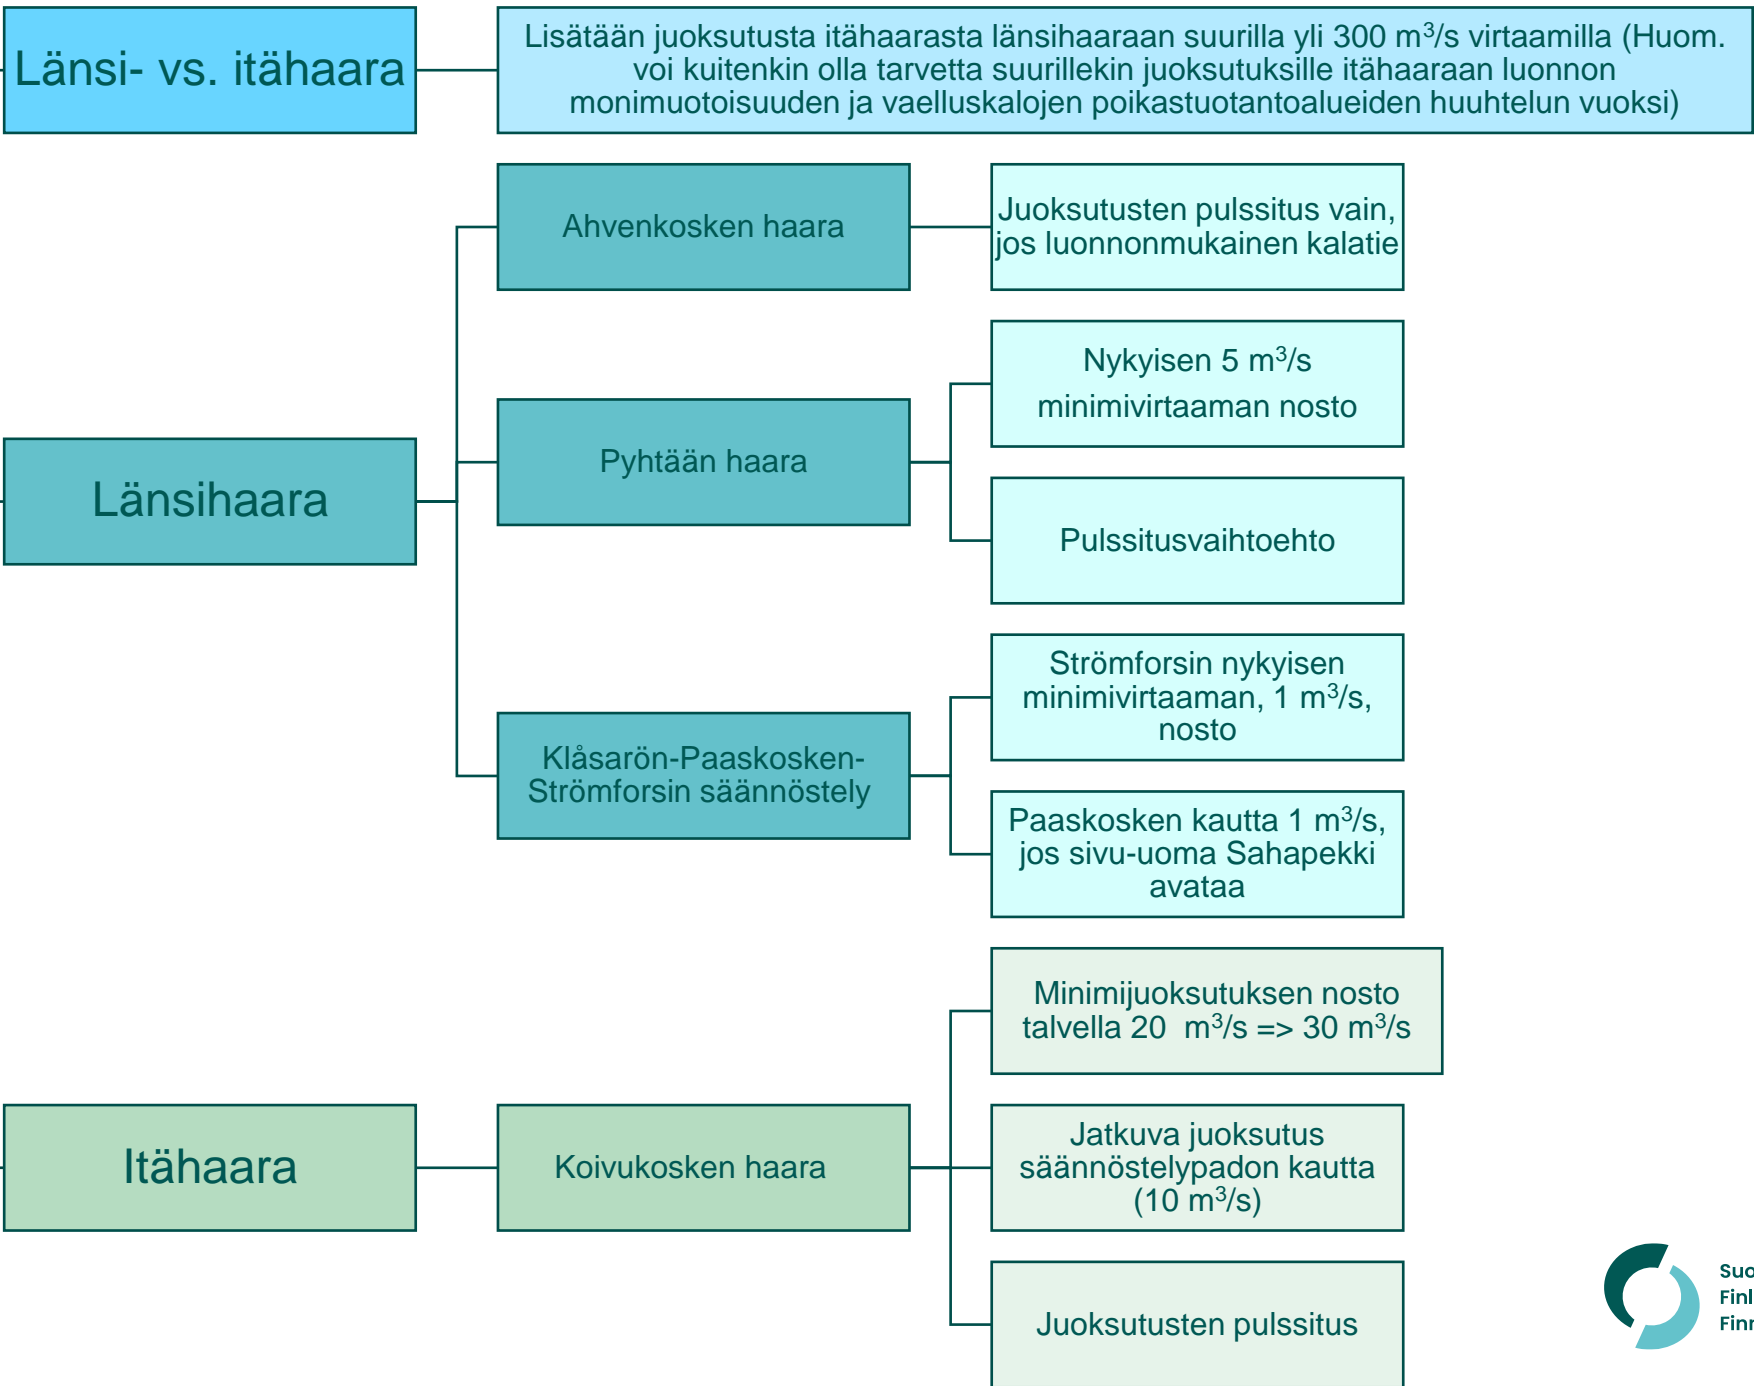 Länsi- vs. itähaara
Lisätään juoksutusta itähaarasta länsihaaraan suurilla yli 300 m³/s virtaamilla (Huom.
voi kuitenkin olla tarvetta suurillekin juoksutuksille itähaaraan luonnon
monimuotoisuuden ja vaelluskalojen poikastuotantoalueiden huuhtelun vuoksi)
Länsihaara
Ahvenkosken haara
Juoksutusten pulssitus vain,
jos luonnonmukainen kalatie
Pyhtään haara
Nykyisen 5 m³/s
minimivirtaaman nosto
Pulssitusvaihtoehto
Klåsarön-Paaskosken-
Strömforsin säännöstely
Strömforsin nykyisen
minimivirtaaman, 1 m³/s,
nosto
Paaskosken kautta 1 m³/s,
jos sivu-uoma Sahapekki
avataa
Itähaara
Koivukosken haara
Minimijuoksutuksen nosto
talvella 20 m³/s => 30 m³/s
Jatkuva juoksutus
säännöstelypadon kautta
(10 m³/s)
Juoksutusten pulssitus